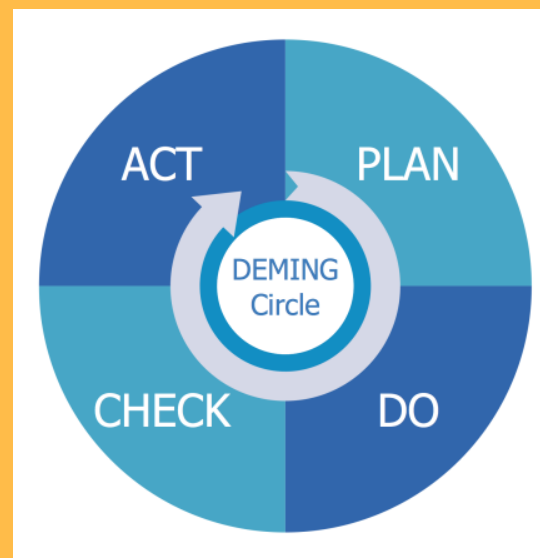 ACT
PLAN
DEMING
Circle
CHECK
DO